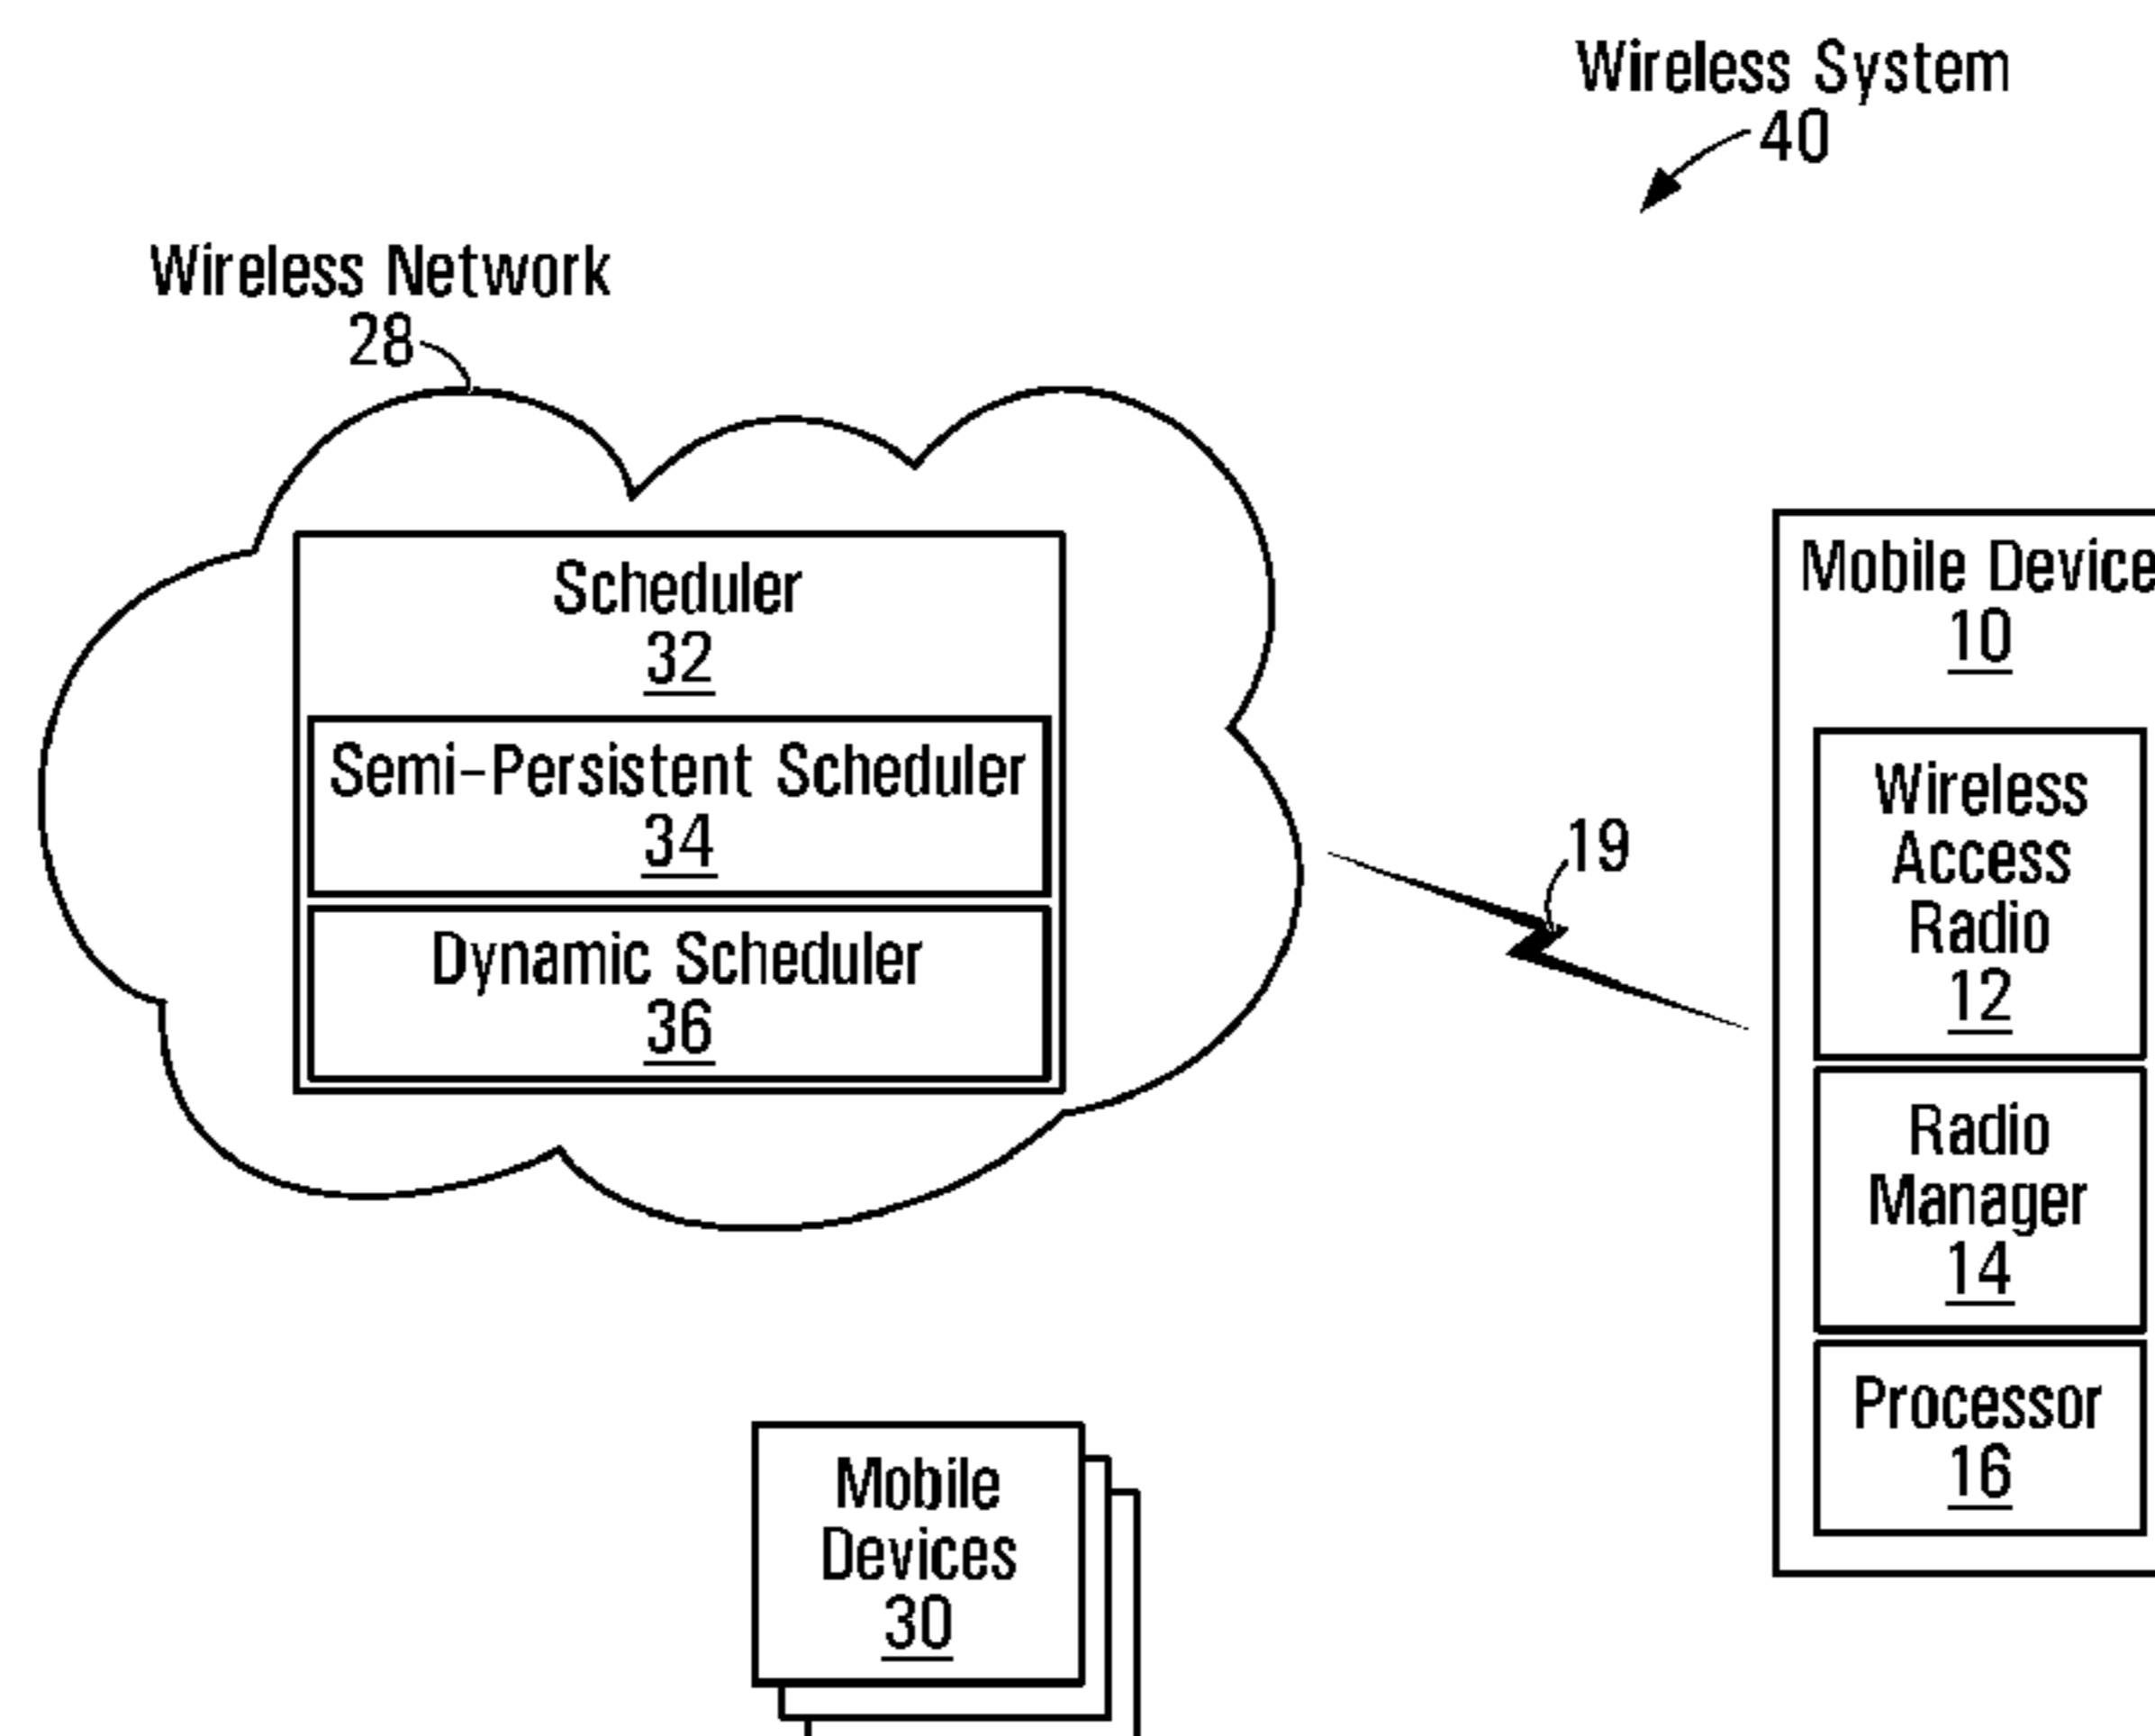 Wireless System
40
Wireless Network
28
Scheduler
32
Semi-Persistent Scheduler
34
Dynamic Scheduler
36
19
Mobile Device
10
Wireless
Access
Radio
12
Radio
Manager
14
Processor
16
Mobile
Devices
30